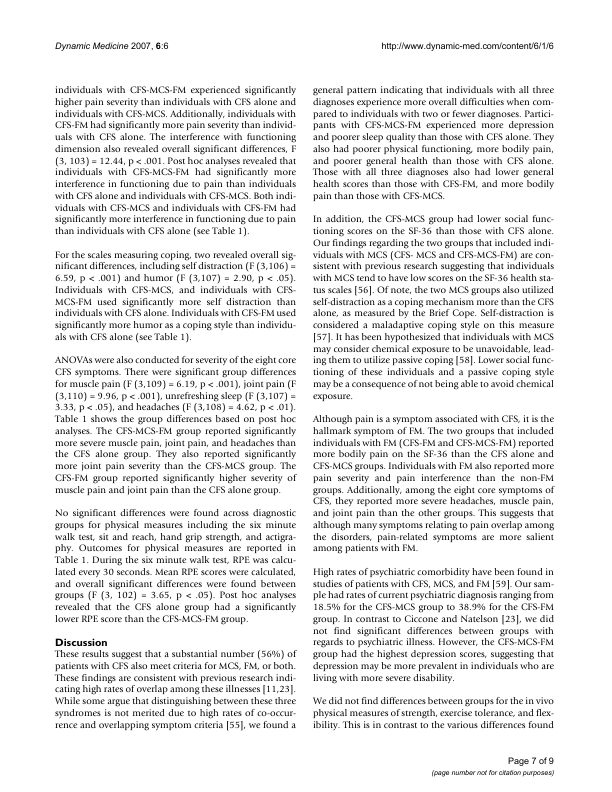 Dynamic Medicine 2007, 6:6
http://www.dynamic-med.com/content/6/1/6
individuals with CFS-MCS-FM experienced significantly
higher pain severity than individuals with CFS alone and
individuals with CFS-MCS. Additionally, individuals with
CFS-FM had significantly more pain severity than individ-
uals with CFS alone. The interference with functioning
dimension also revealed overall significant differences, F
(3, 103) = 12.44, p < .001. Post hoc analyses revealed that
individuals with CFS-MCS-FM had significantly more
interference in functioning due to pain than individuals
with CFS alone and individuals with CFS-MCS. Both indi-
viduals with CFS-MCS and individuals with CFS-FM had
significantly more interference in functioning due to pain
than individuals with CFS alone (see Table 1).
For the scales measuring coping, two revealed overall sig-
nificant differences, including self distraction (F (3,106) =
6.59, p < .001) and humor (F (3,107) = 2.90, p < .05).
Individuals with CFS-MCS, and individuals with CFS-
MCS-FM used significantly more self distraction than
individuals with CFS alone. Individuals with CFS-FM used
significantly more humor as a coping style than individu-
als with CFS alone (see Table 1).
ANOVAs were also conducted for severity of the eight core
CFS symptoms. There were significant group differences
for muscle pain (F (3,109) = 6.19, p < .001), joint pain (F
(3,110) = 9.96, p < .001), unrefreshing sleep (F (3,107) =
3.33, p < .05), and headaches (F (3,108) = 4.62, p < .01).
Table 1 shows the group differences based on post hoc
analyses. The CFS-MCS-FM group reported significantly
more severe muscle pain, joint pain, and headaches than
the CFS alone group. They also reported significantly
more joint pain severity than the CFS-MCS group. The
CFS-FM group reported significantly higher severity of
muscle pain and joint pain than the CFS alone group.
No significant differences were found across diagnostic
groups for physical measures including the six minute
walk test, sit and reach, hand grip strength, and actigra-
phy. Outcomes for physical measures are reported in
Table 1. During the six minute walk test, RPE was calcu-
lated every 30 seconds. Mean RPE scores were calculated,
and overall significant differences were found between
groups (F (3, 102) = 3.65, p < .05). Post hoc analyses
revealed that the CFS alone group had a significantly
lower RPE score than the CFS-MCS-FM group.
Discussion
These results suggest that a substantial number (56%) of
patients with CFS also meet criteria for MCS, FM, or both.
These findings are consistent with previous research indi-
cating high rates of overlap among these illnesses [11,23].
While some argue that distinguishing between these three
syndromes is not merited due to high rates of co-occur-
rence and overlapping symptom criteria [55], we found a
general pattern indicating that individuals with all three
diagnoses experience more overall difficulties when com-
pared to individuals with two or fewer diagnoses. Partici-
pants with CFS-MCS-FM experienced more depression
and poorer sleep quality than those with CFS alone. They
also had poorer physical functioning, more bodily pain,
and poorer general health than those with CFS alone.
Those with all three diagnoses also had lower general
health scores than those with CFS-FM, and more bodily
pain than those with CFS-MCS.
In addition, the CFS-MCS group had lower social func-
tioning scores on the SF-36 than those with CFS alone.
Our findings regarding the two groups that included indi-
viduals with MCS (CFS- MCS and CFS-MCS-FM) are con-
sistent with previous research suggesting that individuals
with MCS tend to have low scores on the SF-36 health sta-
tus scales [56]. Of note, the two MCS groups also utilized
self-distraction as a coping mechanism more than the CFS
alone, as measured by the Brief Cope. Self-distraction is
considered a maladaptive coping style on this measure
[57]. It has been hypothesized that individuals with MCS
may consider chemical exposure to be unavoidable, lead-
ing them to utilize passive coping [58]. Lower social func-
tioning of these individuals and a passive coping style
may be a consequence of not being able to avoid chemical
exposure.
Although pain is a symptom associated with CFS, it is the
hallmark symptom of FM. The two groups that included
individuals with FM (CFS-FM and CFS-MCS-FM) reported
more bodily pain on the SF-36 than the CFS alone and
CFS-MCS groups. Individuals with FM also reported more
pain severity and pain interference than the non-FM
groups. Additionally, among the eight core symptoms of
CFS, they reported more severe headaches, muscle pain,
and joint pain than the other groups. This suggests that
although many symptoms relating to pain overlap among
the disorders, pain-related symptoms are more salient
among patients with FM.
High rates of psychiatric comorbidity have been found in
studies of patients with CFS, MCS, and FM [59]. Our sam-
ple had rates of current psychiatric diagnosis ranging from
18.5% for the CFS-MCS group to 38.9% for the CFS-FM
group. In contrast to Ciccone and Natelson [23], we did
not find significant differences between groups with
regards to psychiatric illness. However, the CFS-MCS-FM
group had the highest depression scores, suggesting that
depression may be more prevalent in individuals who are
living with more severe disability.
We did not find differences between groups for the in vivo
physical measures of strength, exercise tolerance, and flex-
ibility. This is in contrast to the various differences found
Page 7 of 9
(page number not for citation purposes)